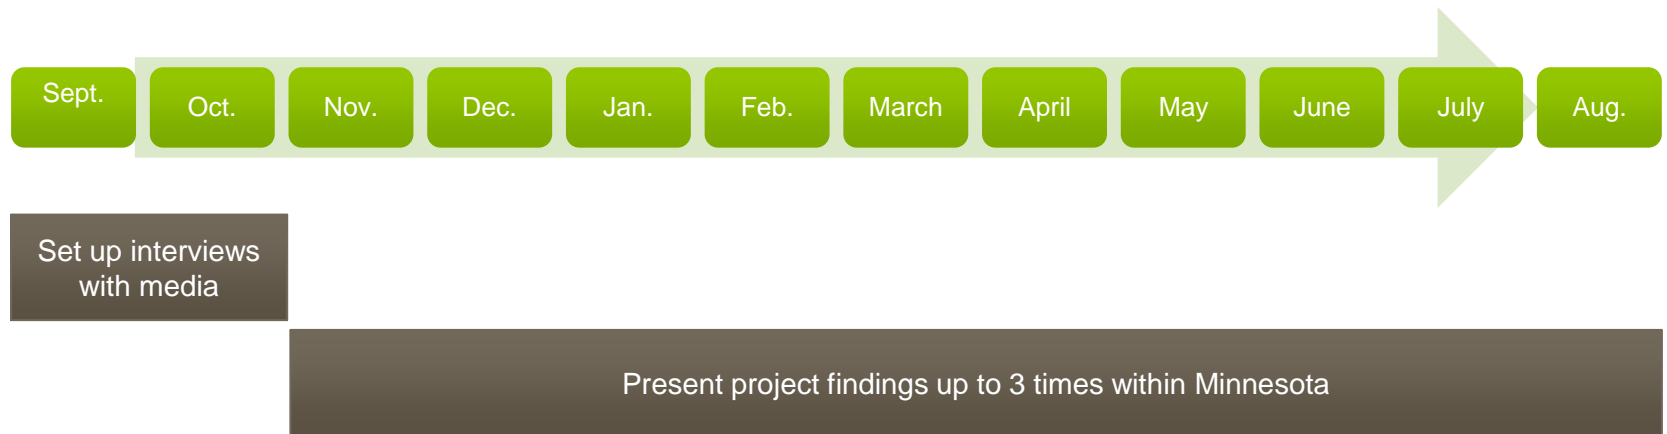 Sept.
Oct.
Nov.
Dec.
Jan.
Feb.
March
April
May
June
July
Aug.
Set up interviews
with media
Present project findings up to 3 times within Minnesota